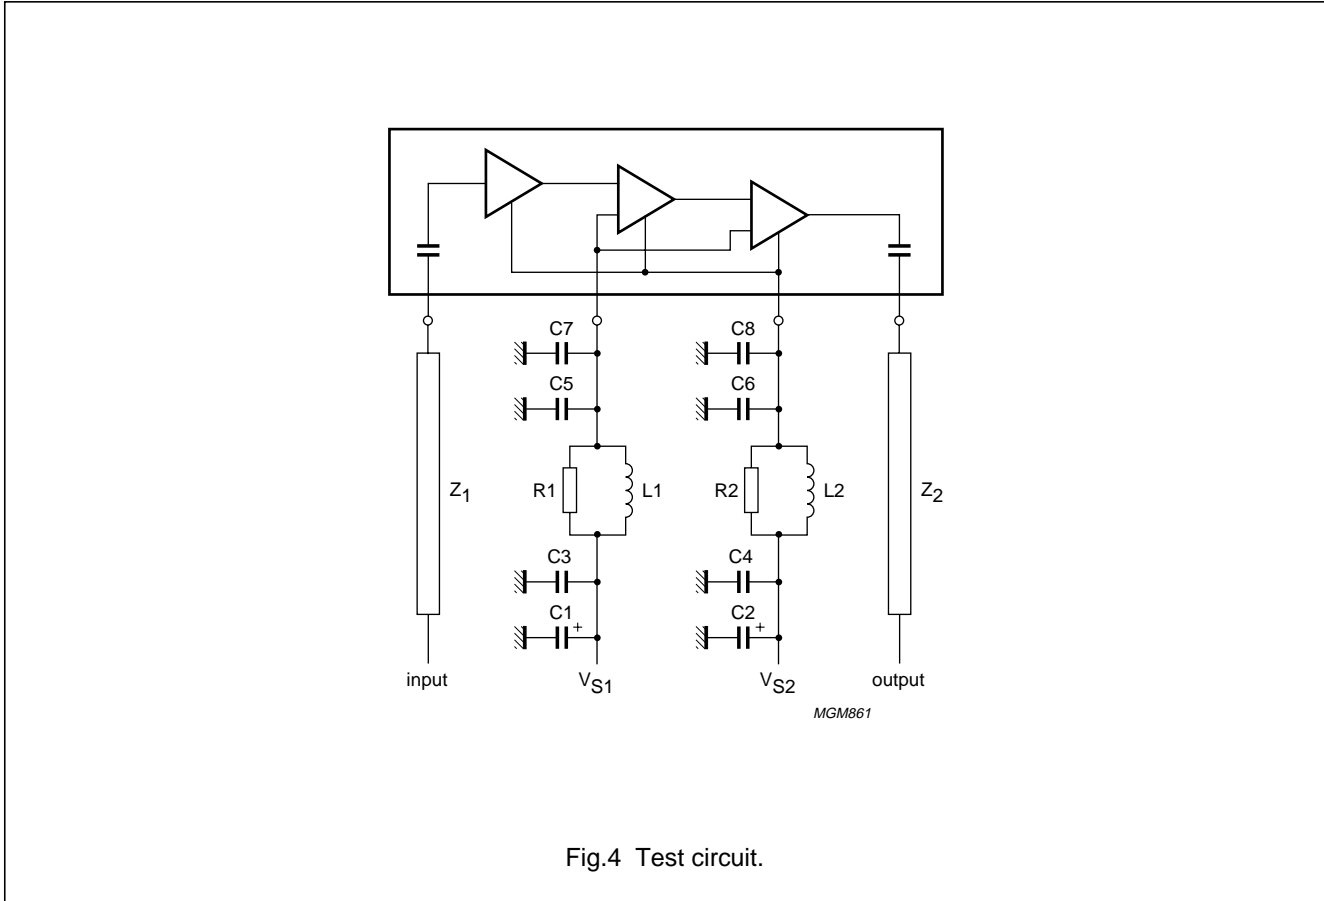 C7 C8
C5 C6
Z1 R1 L1 R2 L2 Z2
C3 C4
C1 C2
+ +
input VS1 VS2 output
MGM861
Fig.4 Test circuit.